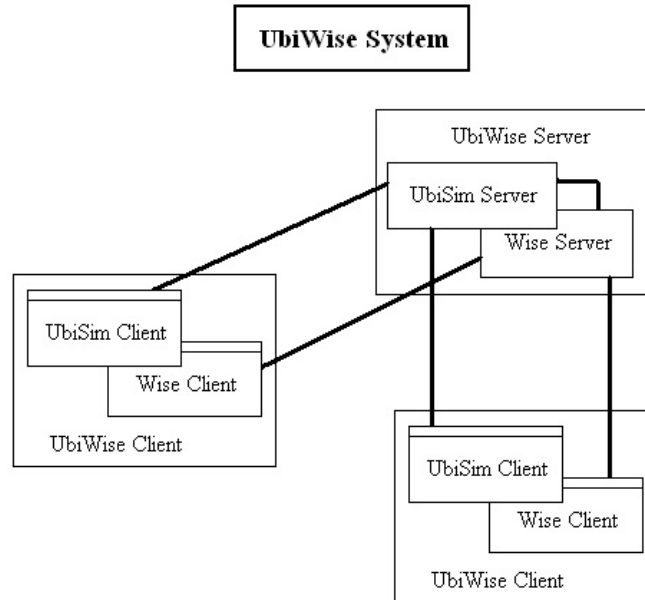 UbiWise System
UbiWise Server
UbiSim Server
Wise Server
UbiSim Client
Wise Client
UbiWise Client
UbiSim Client
Wise Client
UbiWise Client